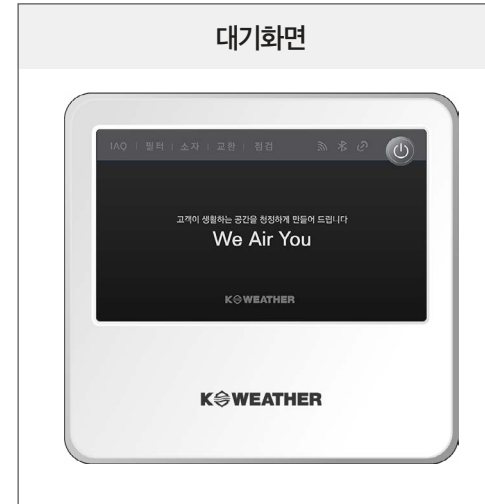 대기화면
IAQ | 필터 | 소자 | 교환 | 점검
고객이 생활하는 공간을 청정하게 만들어 드립니다
We Air You
K WEATHER
K WEATHER